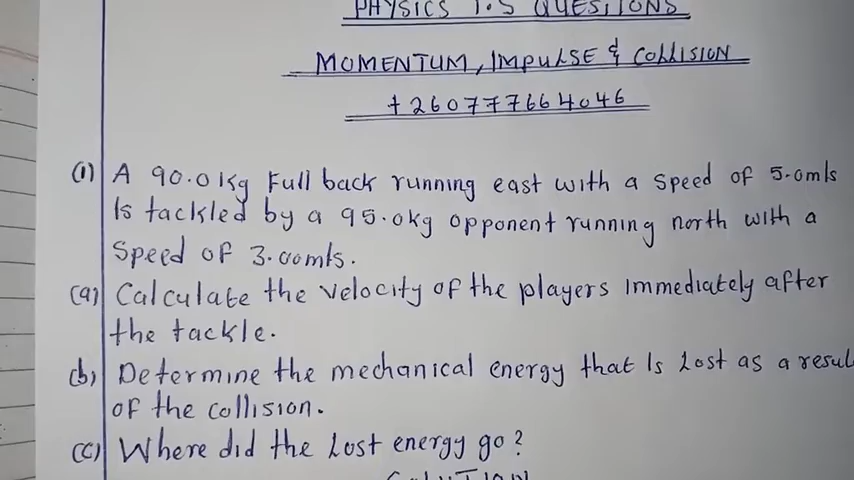 PHYSICS 1.5 QUESTIONS
MOMENTUM, IMPULSE & COLLISION
+260777664046
(1) A 90.0kg Full back running east with a speed of 5.0m/s
Is tackled by a 95.0kg opponent running north with a
speed of 3.00m/s.
(a) Calculate the velocity of the players immediately after
the tackle.
(b) Determine the mechanical energy that Is Lost as a resul
of the collision.
(c) Where did the Lost energy go?
SOLUTION